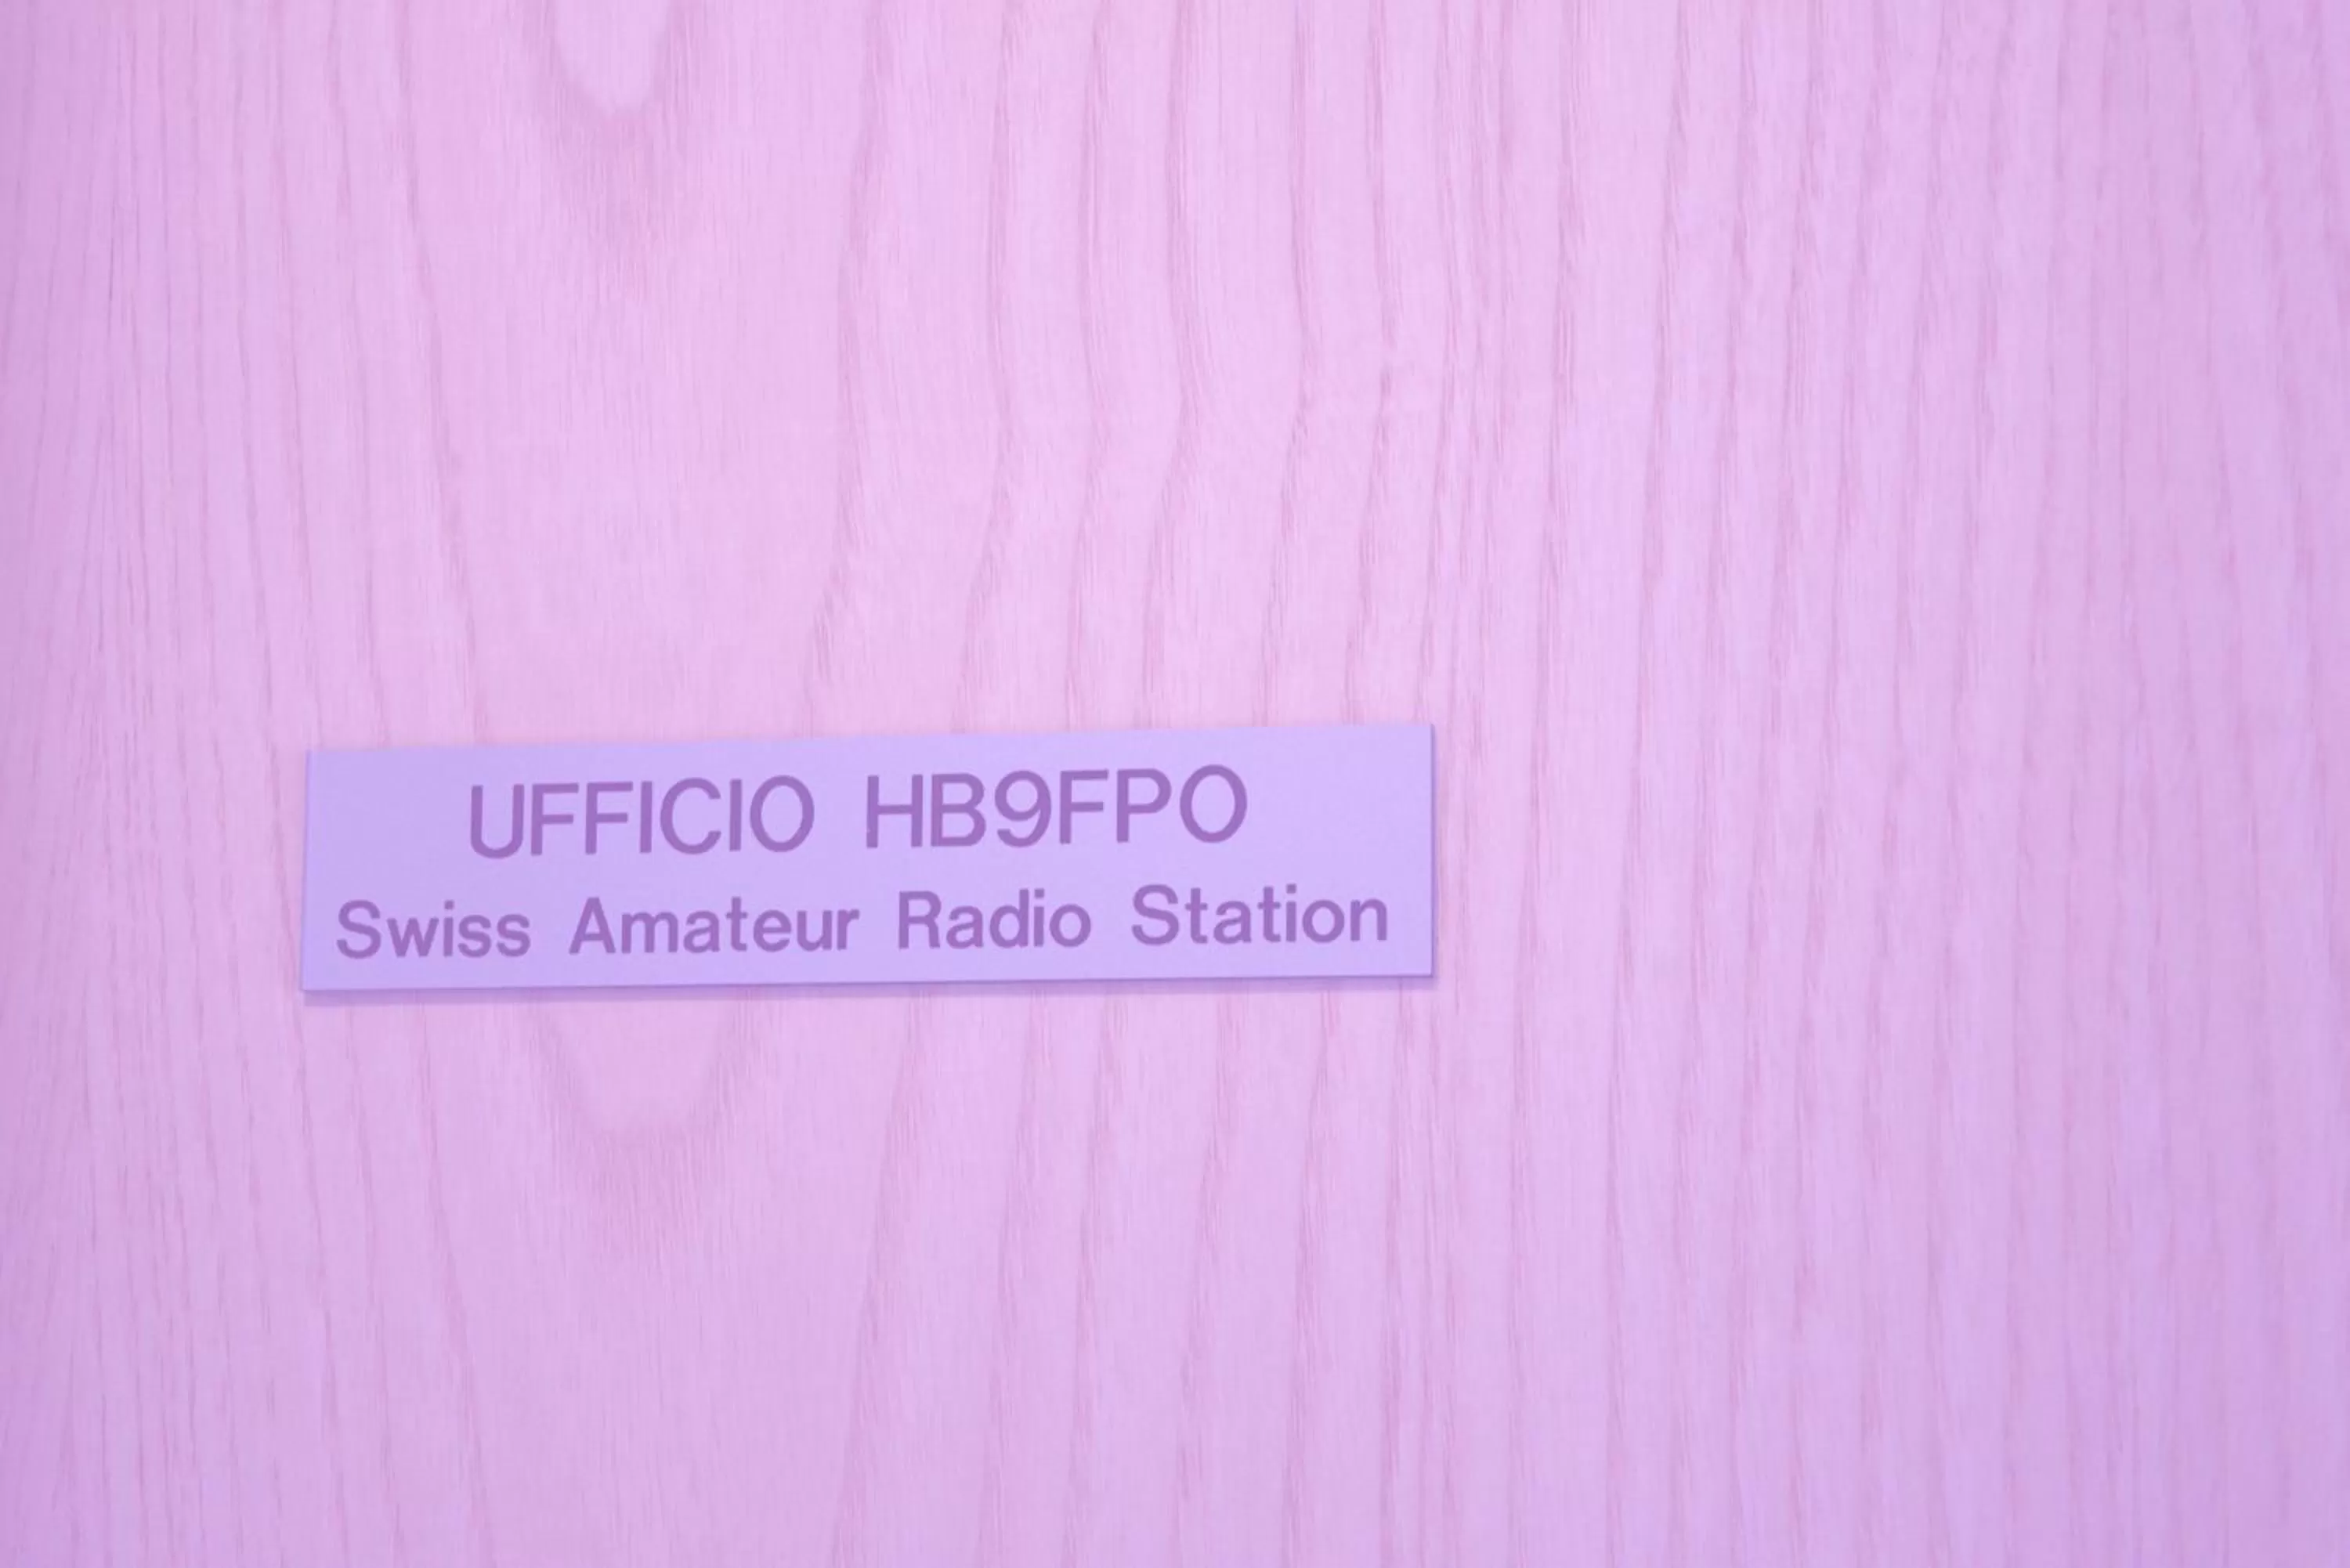 UFFICIO HB9FPO
Swiss Amateur Radio Station